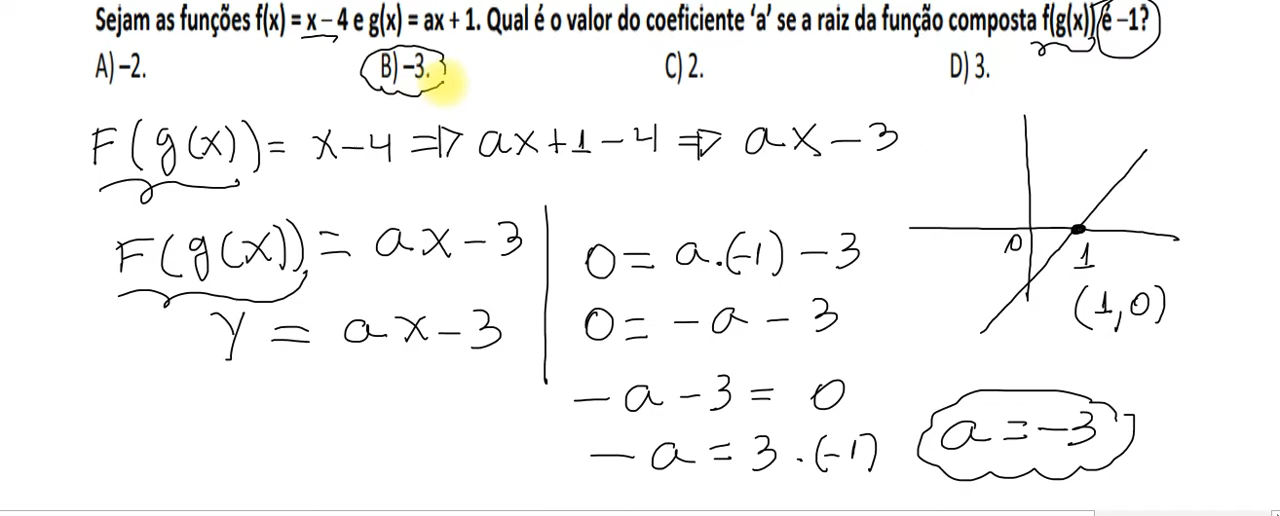 Sejam as funções f(x) = x – 4 e g(x) = ax + 1. Qual é o valor do coeficiente ‘a’ se a raiz da função composta f(g(x)) é –1?
A) –2. B) –3. C) 2. D) 3.
F(g(x)) = x-4 => ax+1-4 => ax-3
F(g(x)) = ax-3
Y = ax-3
0 = a.(-1) - 3
0 = -a - 3
-a - 3 = 0
-a = 3 .(-1)
0
1
(1,0)
a = -3